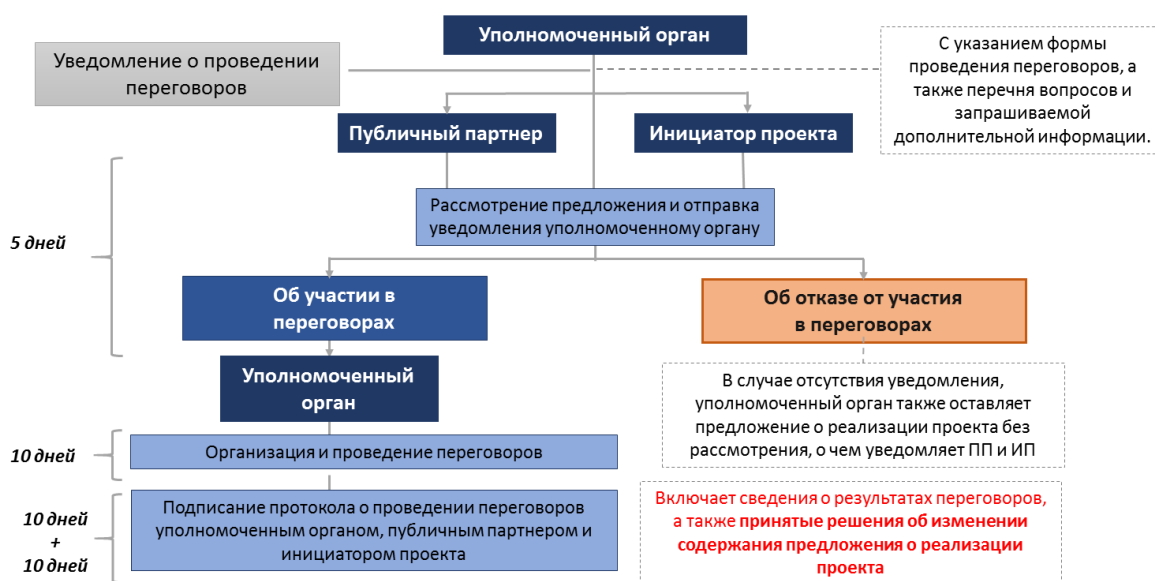 Уполномоченный орган
Уведомление о проведении
переговоров
С указанием формы
проведения переговоров, а
также перечня вопросов и
запрашиваемой
дополнительной информации.
Публичный партнер
Инициатор проекта
Рассмотрение предложения и отправка
уведомления уполномоченному органу
5 дней
Об участии в
переговорах
Об отказе от участия
в переговорах
Уполномоченный
орган
В случае отсутствия уведомления,
уполномоченный орган также оставляет
предложение о реализации проекта без
рассмотрения, о чем уведомляет ПП и ИП
10 дней
Организация и проведение переговоров
10 дней
+
10 дней
Подписание протокола о проведении переговоров
уполномоченным органом, публичным партнером и
инициатором проекта
Включает сведения о результатах переговоров,
а также принятые решения об изменении
содержания предложения о реализации
проекта